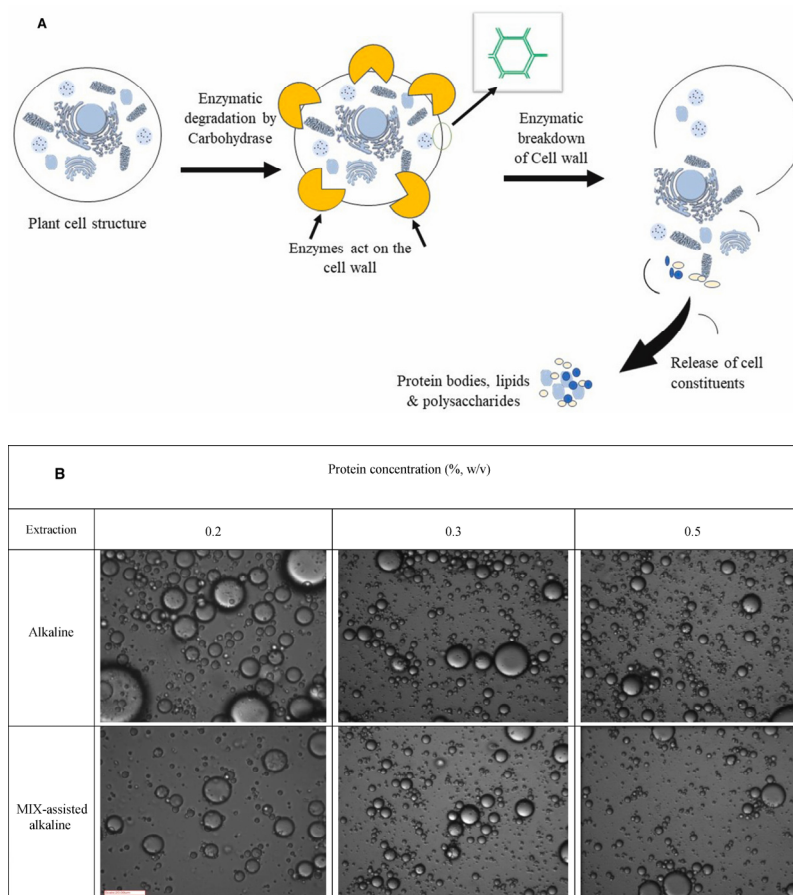 A
Enzymatic
degradation by
Carbohydrase
Plant cell structure
Enzymes act on the
cell wall
Enzymatic
breakdown
of Cell wall
Release of cell
constituents
Protein bodies, lipids
& polysaccharides
B
Protein concentration (%, w/v)
Extraction 0.2 0.3 0.5
Alkaline
MIX-assisted
alkaline